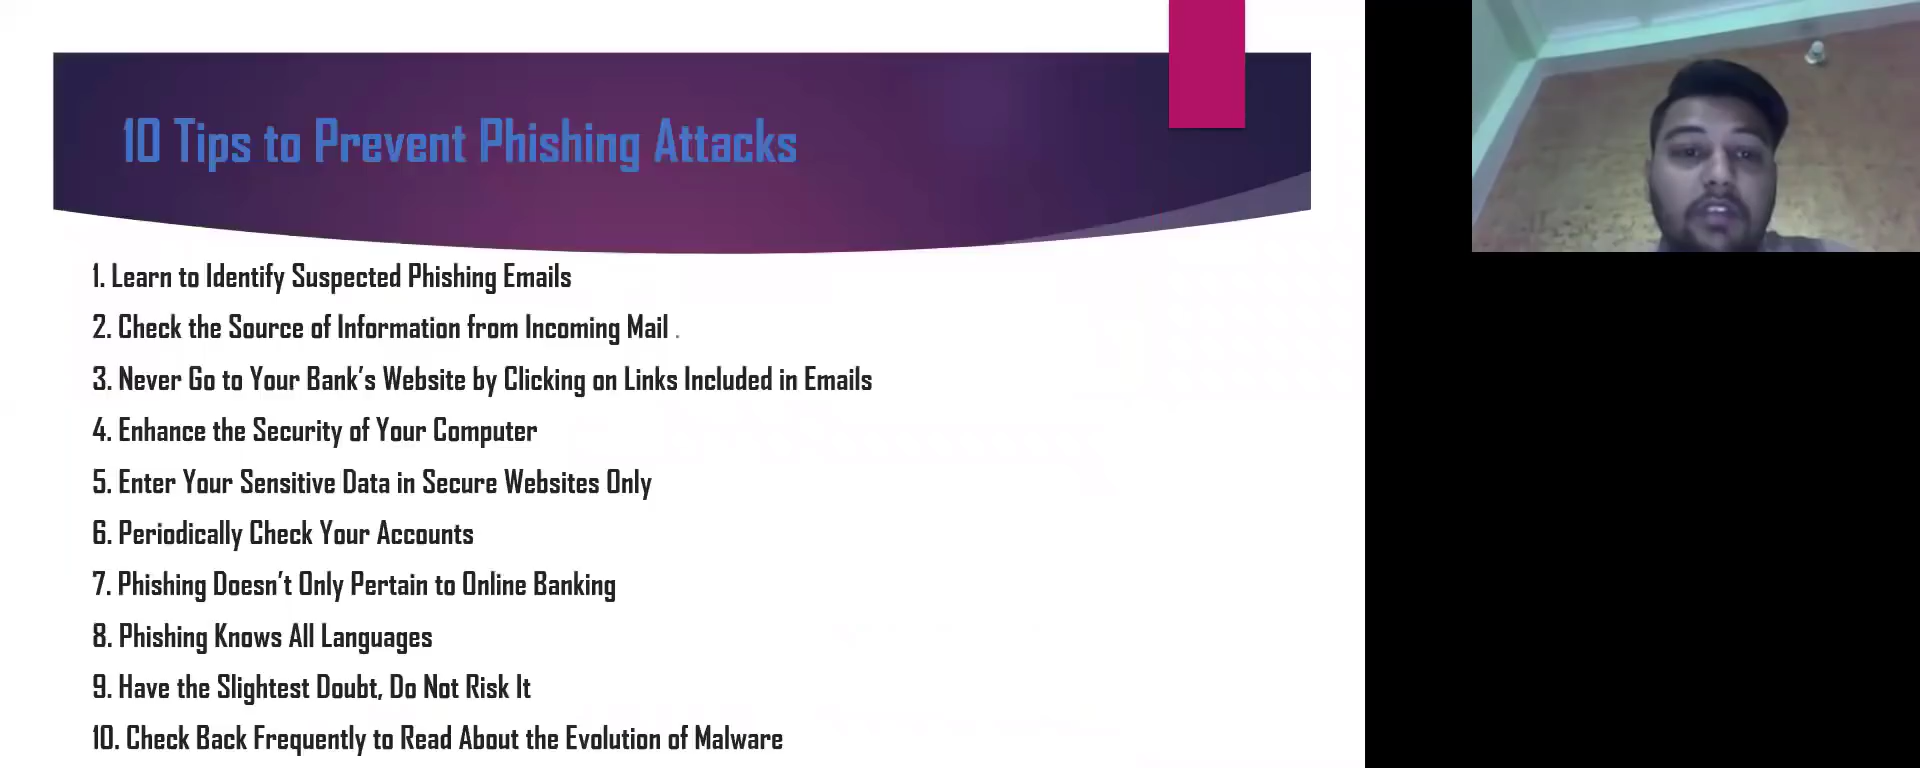 10 Tips to Prevent Phishing Attacks
1. Learn to Identify Suspected Phishing Emails
2. Check the Source of Information from Incoming Mail .
3. Never Go to Your Bank’s Website by Clicking on Links Included in Emails
4. Enhance the Security of Your Computer
5. Enter Your Sensitive Data in Secure Websites Only
6. Periodically Check Your Accounts
7. Phishing Doesn’t Only Pertain to Online Banking
8. Phishing Knows All Languages
9. Have the Slightest Doubt, Do Not Risk It
10. Check Back Frequently to Read About the Evolution of Malware